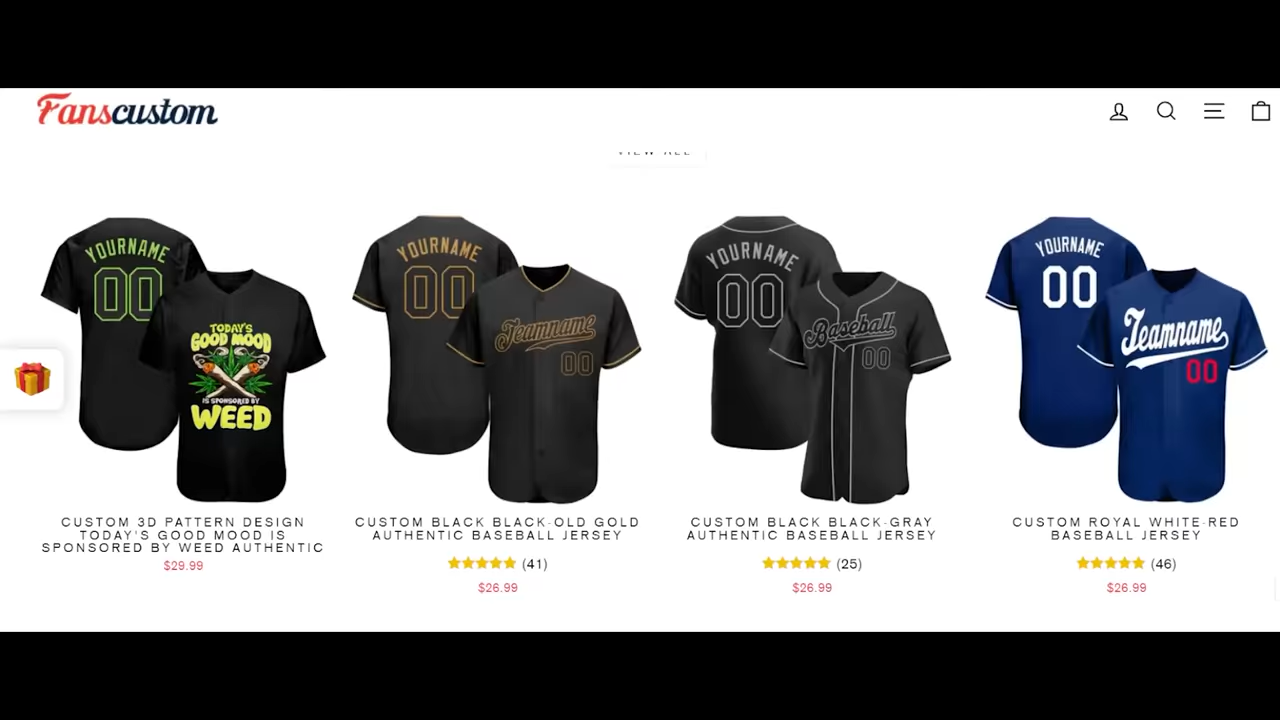 Fanscustom
VIEW ALL
YOURNAME
00
TODAY'S
GOOD MOOD
IS SPONSORED BY
WEED
YOURNAME
00
Teamname
00
YOURNAME
00
Baseball
00
YOURNAME
00
Teamname
00
CUSTOM 3D PATTERN DESIGN
TODAY'S GOOD MOOD IS
SPONSORED BY WEED AUTHENTIC
$29.99
CUSTOM BLACK BLACK-OLD GOLD
AUTHENTIC BASEBALL JERSEY
(41)
$26.99
CUSTOM BLACK BLACK-GRAY
AUTHENTIC BASEBALL JERSEY
(25)
$26.99
CUSTOM ROYAL WHITE-RED
BASEBALL JERSEY
(46)
$26.99